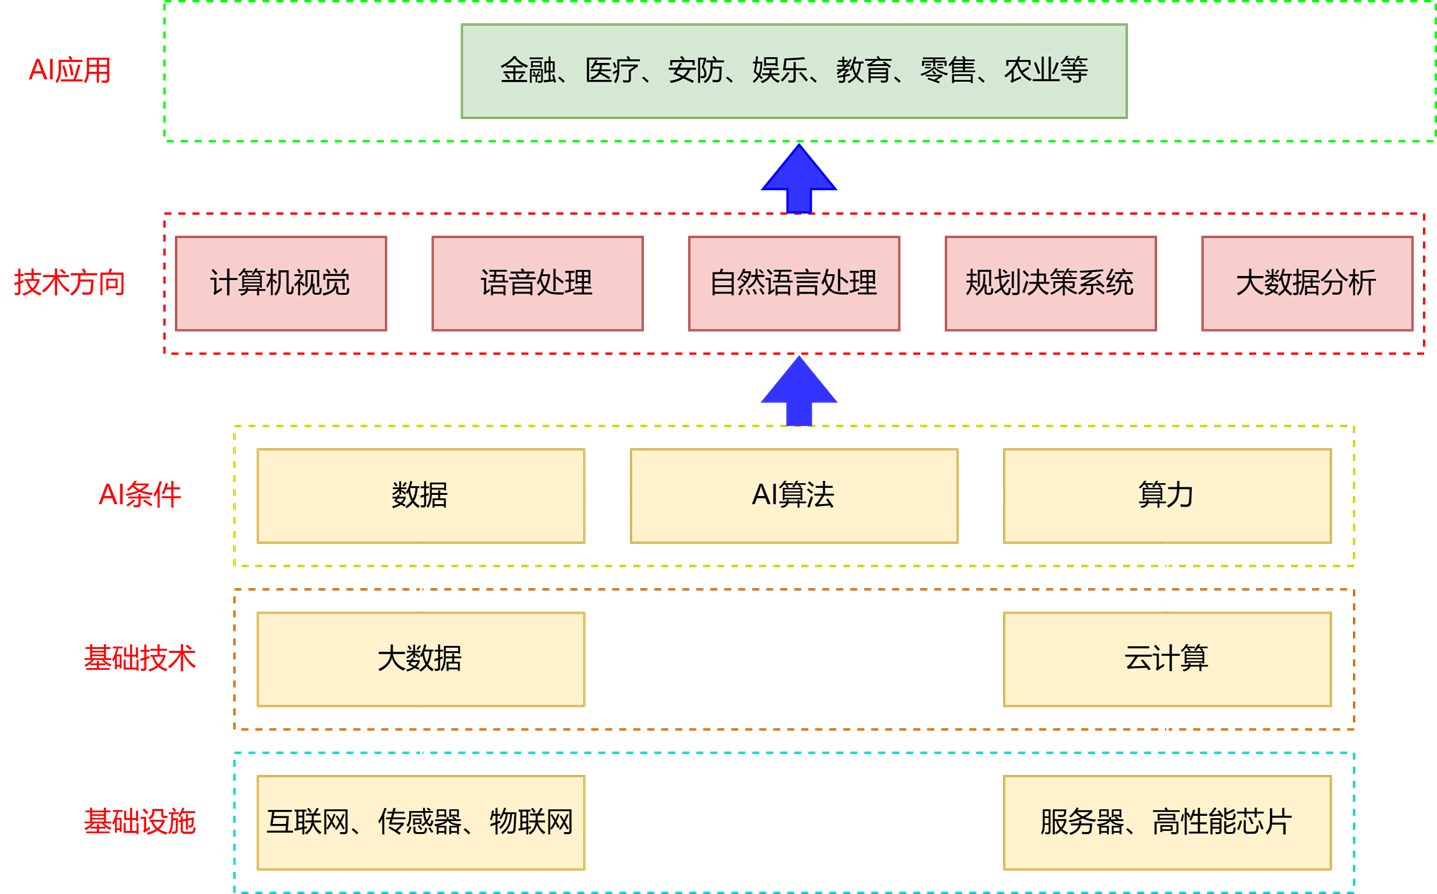 AI应用
金融、医疗、安防、娱乐、教育、零售、农业等
技术方向
计算机视觉
语音处理
自然语言处理
规划决策系统
大数据分析
AI条件
数据
AI算法
算力
基础技术
大数据
云计算
基础设施
互联网、传感器、物联网
服务器、高性能芯片